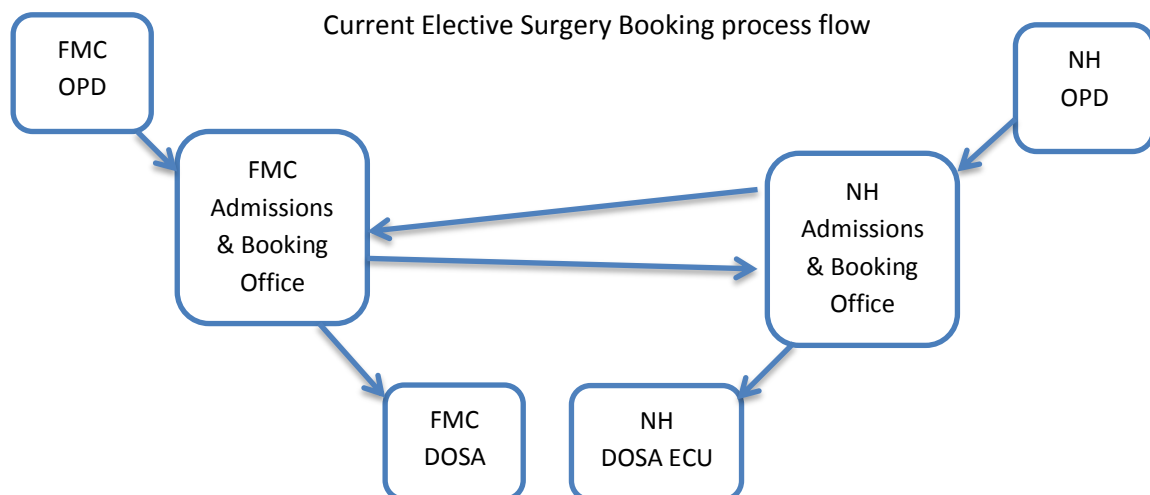 Current Elective Surgery Booking process flow
FMC
OPD
NH
OPD
FMC
Admissions
& Booking
Office
NH
Admissions
& Booking
Office
FMC
DOSA
NH
DOSA ECU